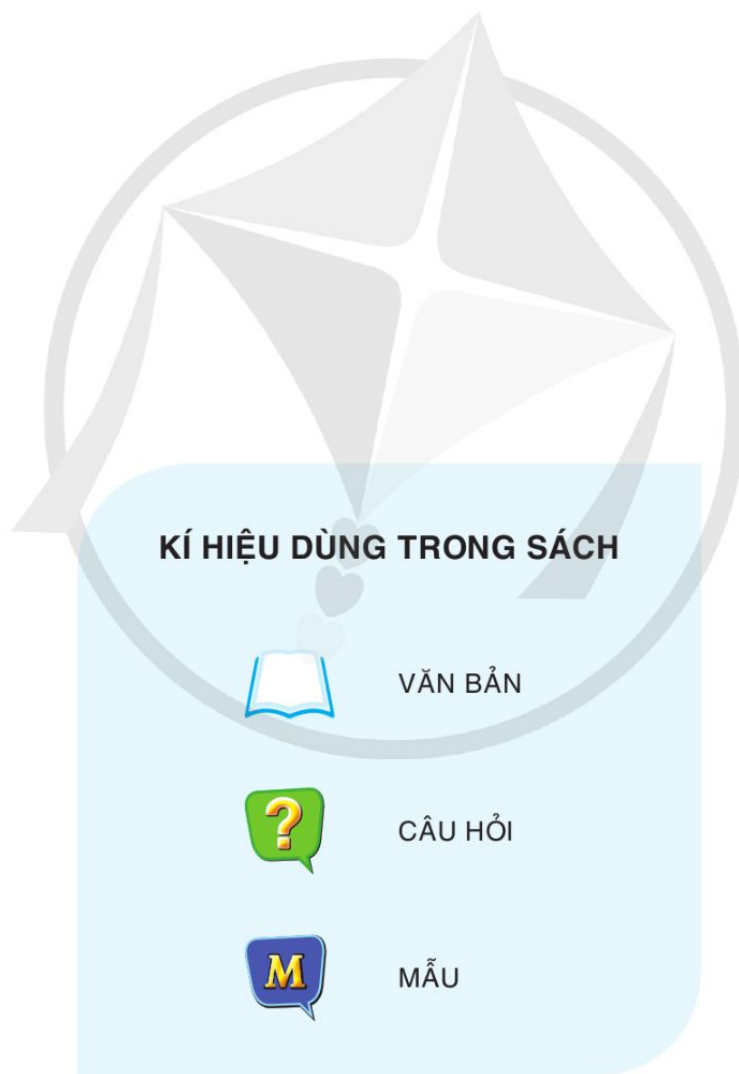 KÍ HIỆU DÙNG TRONG SÁCH
VĂN BẢN
?
CÂU HỎI
M
MẪU